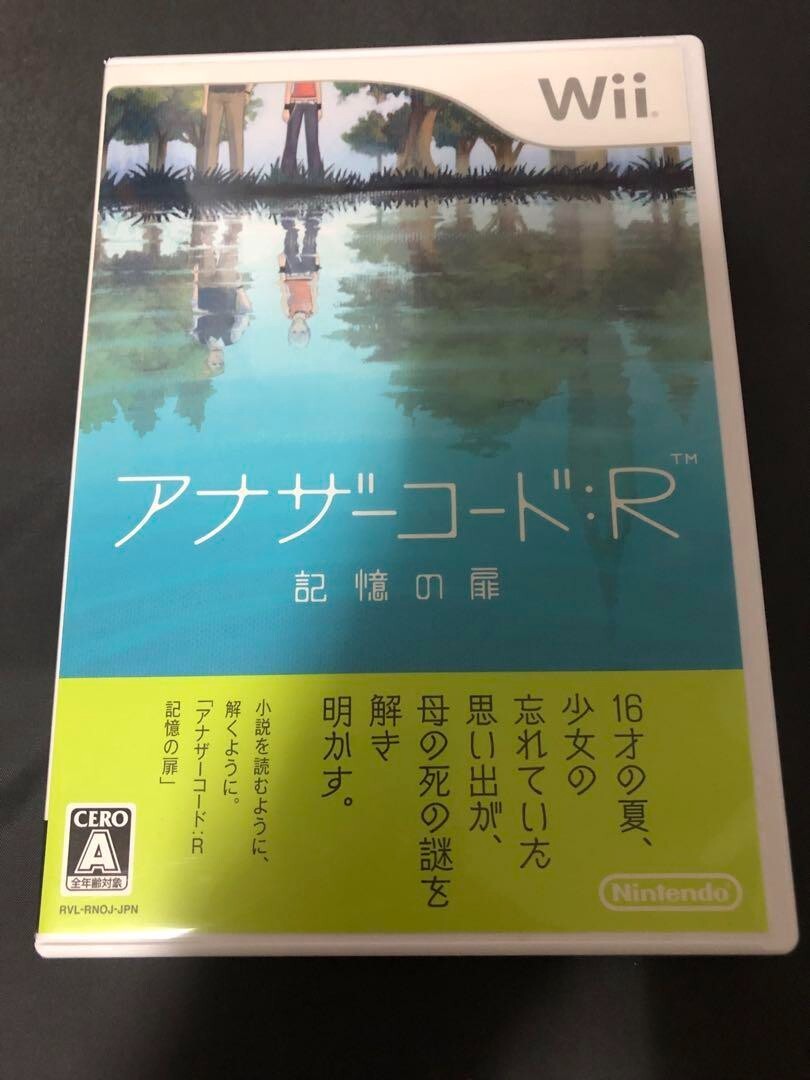 Wii
アナザーコード:R™
記憶の扉
16才の夏、
少女の
忘れていた
思い出が、
母の死の謎を
解き
明かす。
小説を読むように、
解くように。
「アナザーコード:R
記憶の扉」
CERO
A
全年齢対象
RVL-RNOJ-JPN
Nintendo